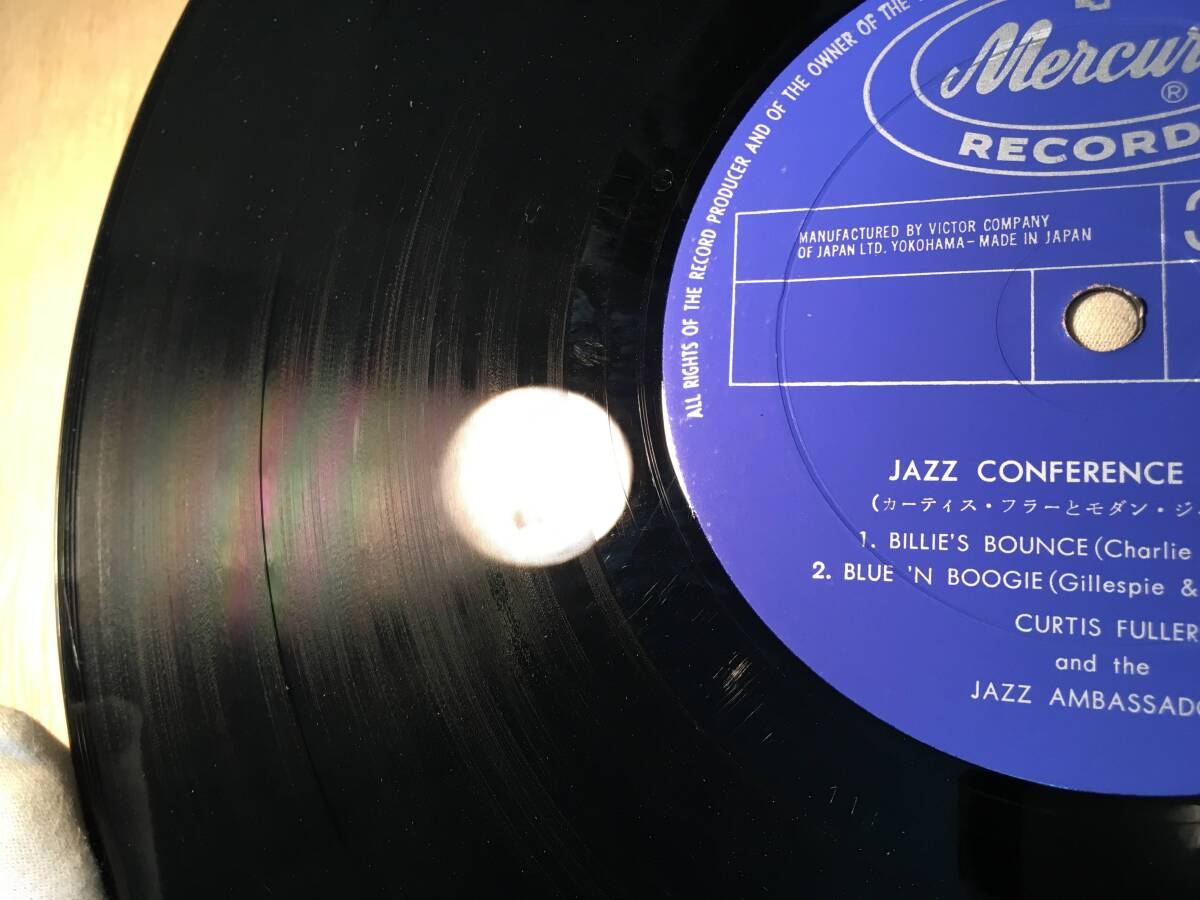 ALL RIGHTS OF THE RECORD PRODUCER AND OF THE OWNER OF THE
Mercur
®
RECORD
MANUFACTURED BY VICTOR COMPANY
OF JAPAN LTD. YOKOHAMA – MADE IN JAPAN
JAZZ CONFERENCE
(カーティス・フラーとモダン・ジ
1. BILLIE'S BOUNCE (Charlie
2. BLUE 'N BOOGIE (Gillespie &
CURTIS FULLER
and the
JAZZ AMBASSADO